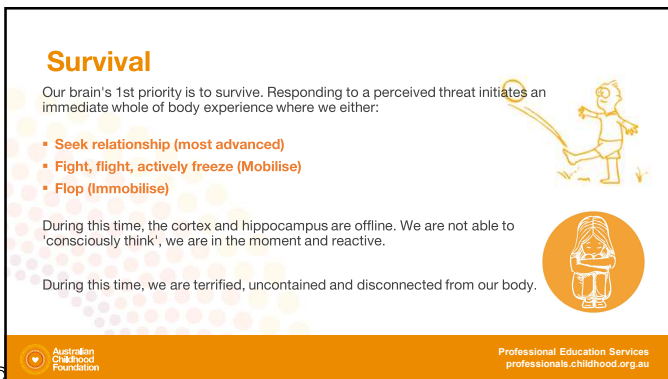 Survival
Our brain's 1st priority is to survive. Responding to a perceived threat initiates an
immediate whole of body experience where we either:
▪ Seek relationship (most advanced)
▪ Fight, flight, actively freeze (Mobilise)
▪ Flop (Immobilise)
During this time, the cortex and hippocampus are offline. We are not able to
'consciously think', we are in the moment and reactive.
During this time, we are terrified, uncontained and disconnected from our body.
Australian
Childhood
Foundation
Professional Education Services
professionals.childhood.org.au